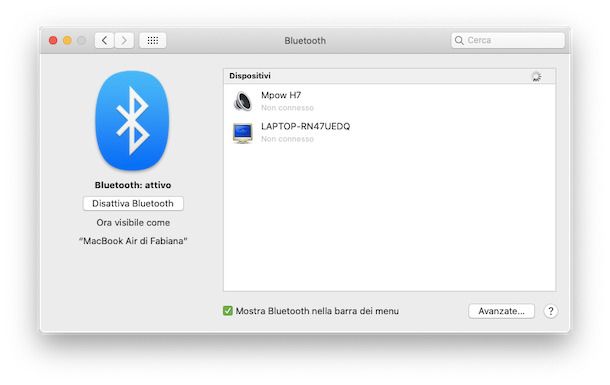 Bluetooth
Cerca
Dispositivi
Mpow H7
Non connesso
LAPTOP-RN47UEDQ
Non connesso
Bluetooth: attivo
Disattiva Bluetooth
Ora visibile come
“MacBook Air di Fabiana”
Mostra Bluetooth nella barra dei menu
Avanzate...
?